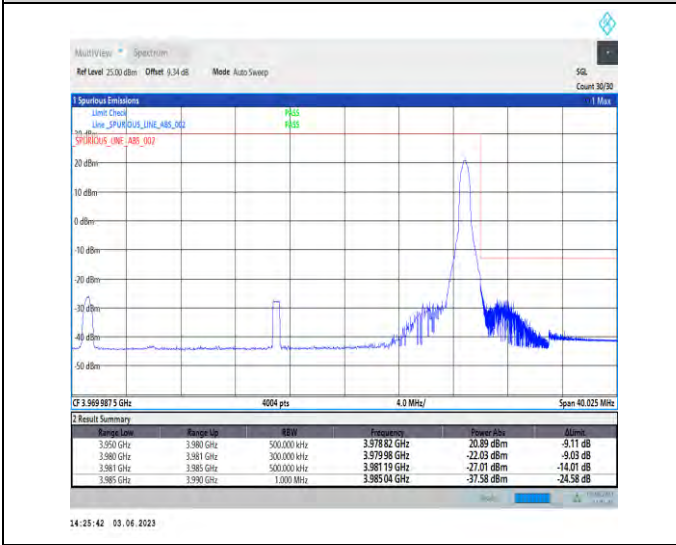 MultiView Spectrum
Ref Level 25.00 dBm Offset 9.34 dB Mode Auto Sweep SGL
Count 30/30
1 Spurious Emissions 1 Max
Limit Check PASS
Line _SPURIOUS_LINE_ABS_002 PASS
_SPURIOUS_LINE_ABS_002
20 dBm
10 dBm
0 dBm
-10 dBm
-20 dBm
-30 dBm
-40 dBm
-50 dBm
CF 3.969 987 5 GHz 4004 pts 4.0 MHz/ Span 40.025 MHz
2 Result Summary
Range Low Range Up RBW Frequency Power Abs ΔLimit
3.950 GHz 3.980 GHz 500.000 kHz 3.978 82 GHz 20.89 dBm -9.11 dB
3.980 GHz 3.981 GHz 300.000 kHz 3.979 98 GHz -22.03 dBm -9.03 dB
3.981 GHz 3.985 GHz 500.000 kHz 3.981 19 GHz -27.01 dBm -14.01 dB
3.985 GHz 3.990 GHz 1.000 MHz 3.985 04 GHz -37.58 dBm -24.58 dB
14:25:42 03.06.2023